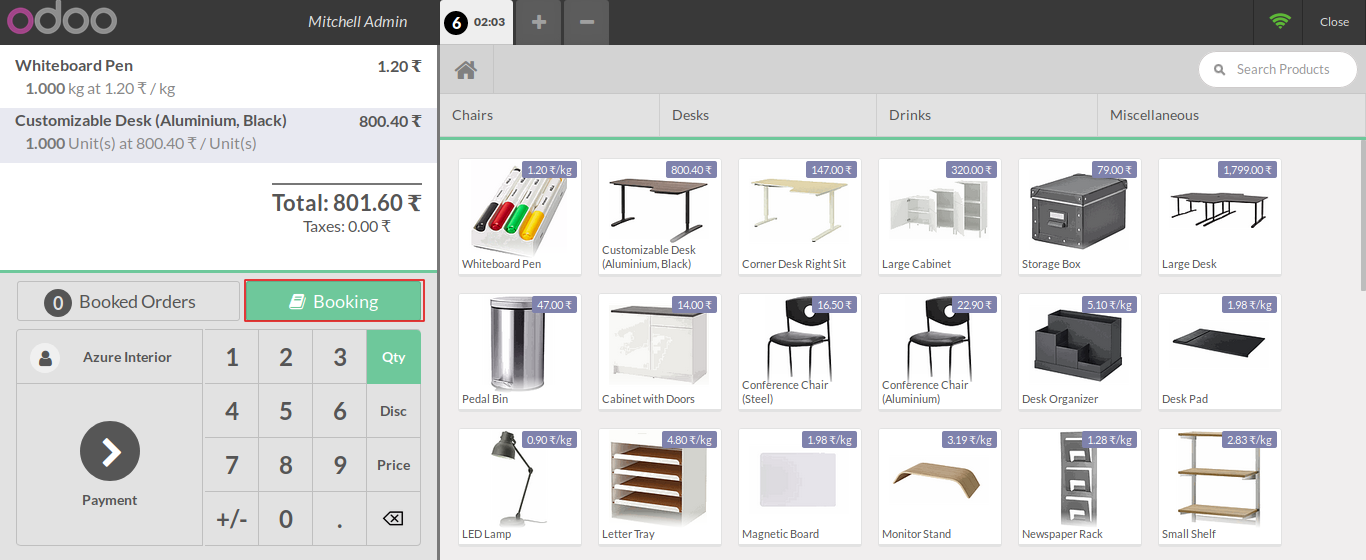 odoo
Mitchell Admin
6 02:03
Close
Whiteboard Pen 1.20 ₹
1.000 kg at 1.20 ₹ / kg
Customizable Desk (Aluminium, Black) 800.40 ₹
1.000 Unit(s) at 800.40 ₹ / Unit(s)
Total: 801.60 ₹
Taxes: 0.00 ₹
0 Booked Orders
Booking
Azure Interior
Payment
1 2 3 Qty
4 5 6 Disc
7 8 9 Price
+/- 0 .
Search Products
Chairs Desks Drinks Miscellaneous
1.20 ₹/kg
Whiteboard Pen
800.40 ₹
Customizable Desk
(Aluminium, Black)
147.00 ₹
Corner Desk Right Sit
320.00 ₹
Large Cabinet
79.00 ₹
Storage Box
1,799.00 ₹
Large Desk
47.00 ₹
Pedal Bin
14.00 ₹
Cabinet with Doors
16.50 ₹
Conference Chair
(Steel)
22.90 ₹
Conference Chair
(Aluminium)
5.10 ₹/kg
Desk Organizer
1.98 ₹/kg
Desk Pad
0.90 ₹/kg
LED Lamp
4.80 ₹/kg
Letter Tray
1.98 ₹/kg
Magnetic Board
3.19 ₹/kg
Monitor Stand
1.28 ₹/kg
Newspaper Rack
2.83 ₹/kg
Small Shelf